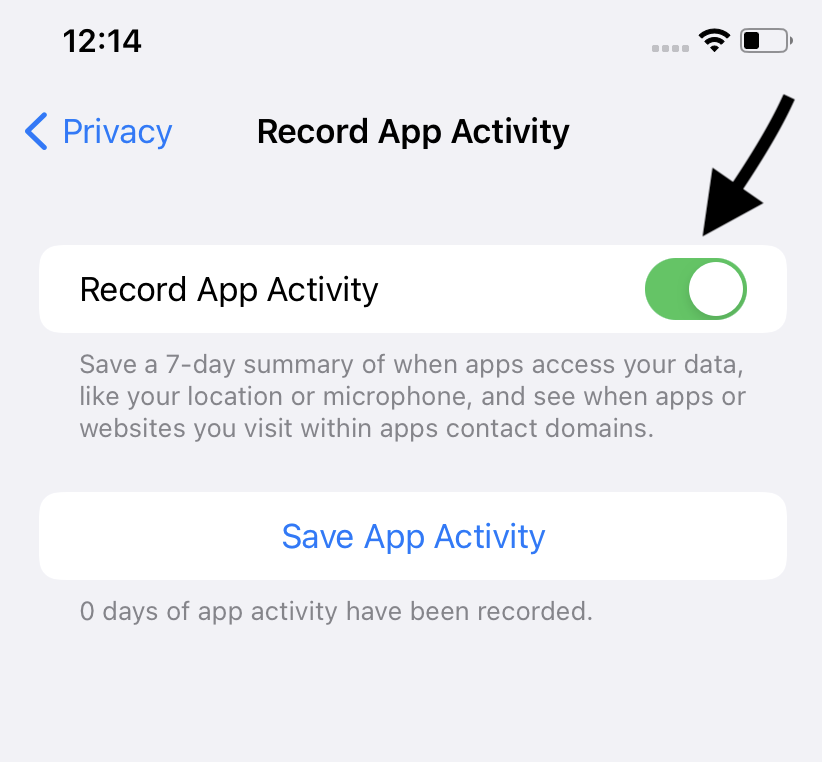 12:14
Privacy
Record App Activity
Record App Activity
Save a 7-day summary of when apps access your data,
like your location or microphone, and see when apps or
websites you visit within apps contact domains.
Save App Activity
0 days of app activity have been recorded.